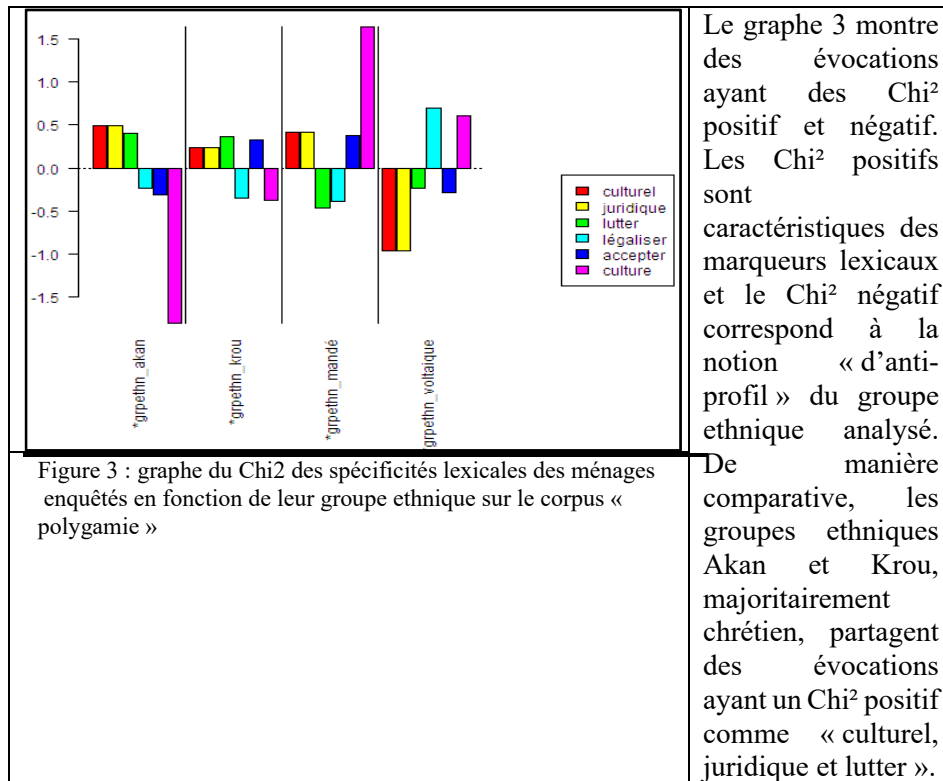 1.5
1.0
0.5
0.0
-0.5
-1.0
-1.5
culturel
juridique
lutter
légaliser
accepter
culture
*grpethn_akan
*grpethn_krou
*grpethn_mandé
*grpethn_voltaique
Figure 3 : graphe du Chi2 des spécificités lexicales des ménages
enquêtés en fonction de leur groupe ethnique sur le corpus «
polygamie »
Le graphe 3 montre
des évocations
ayant des Chi²
positif et négatif.
Les Chi² positifs
sont
caractéristiques des
marqueurs lexicaux
et le Chi² négatif
correspond à la
notion « d’anti-
profil » du groupe
ethnique analysé.
De manière
comparative, les
groupes ethniques
Akan et Krou,
majoritairement
chrétien, partagent
des évocations
ayant un Chi² positif
comme « culturel,
juridique et lutter ».